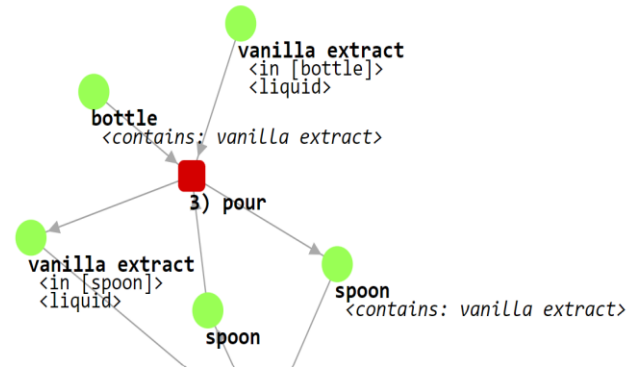 vanilla extract
<in [bottle]>
<liquid>
bottle
<contains: vanilla extract>
3) pour
vanilla extract
<in [spoon]>
<liquid>
spoon
<contains: vanilla extract>
spoon